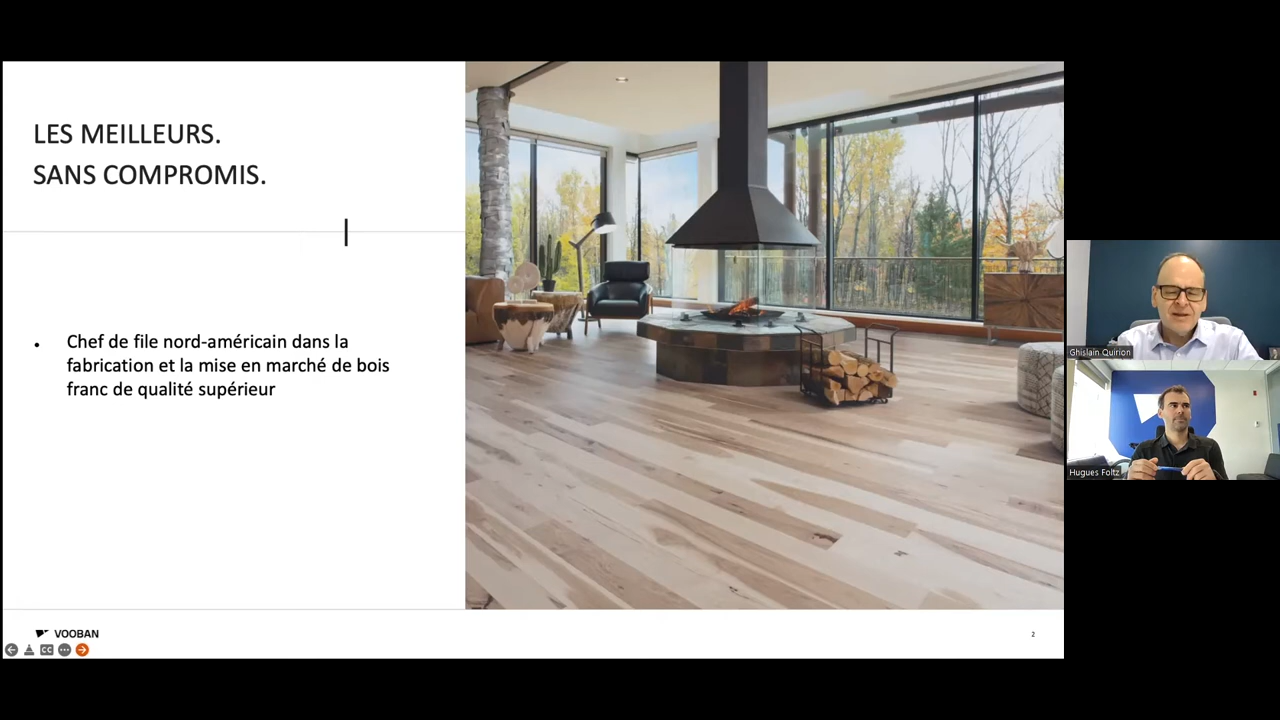 LES MEILLEURS.
SANS COMPROMIS.
• Chef de file nord-américain dans la
fabrication et la mise en marché de bois
franc de qualité supérieur
VOOBAN
CC
2
Ghislain Quirion
Hugues Foltz